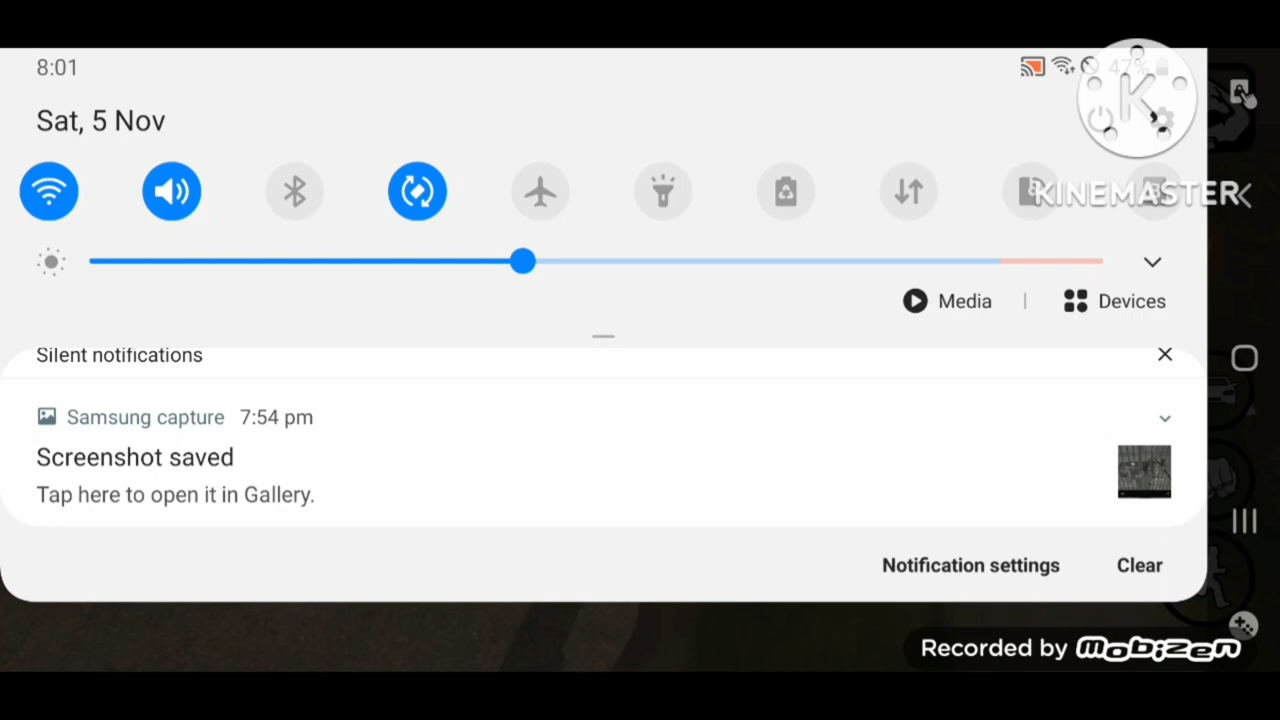 8:01
47%
Sat, 5 Nov
KINEMASTER
Media | Devices
Silent notifications
Samsung capture 7:54 pm
Screenshot saved
Tap here to open it in Gallery.
Notification settings Clear
Recorded by mobizen